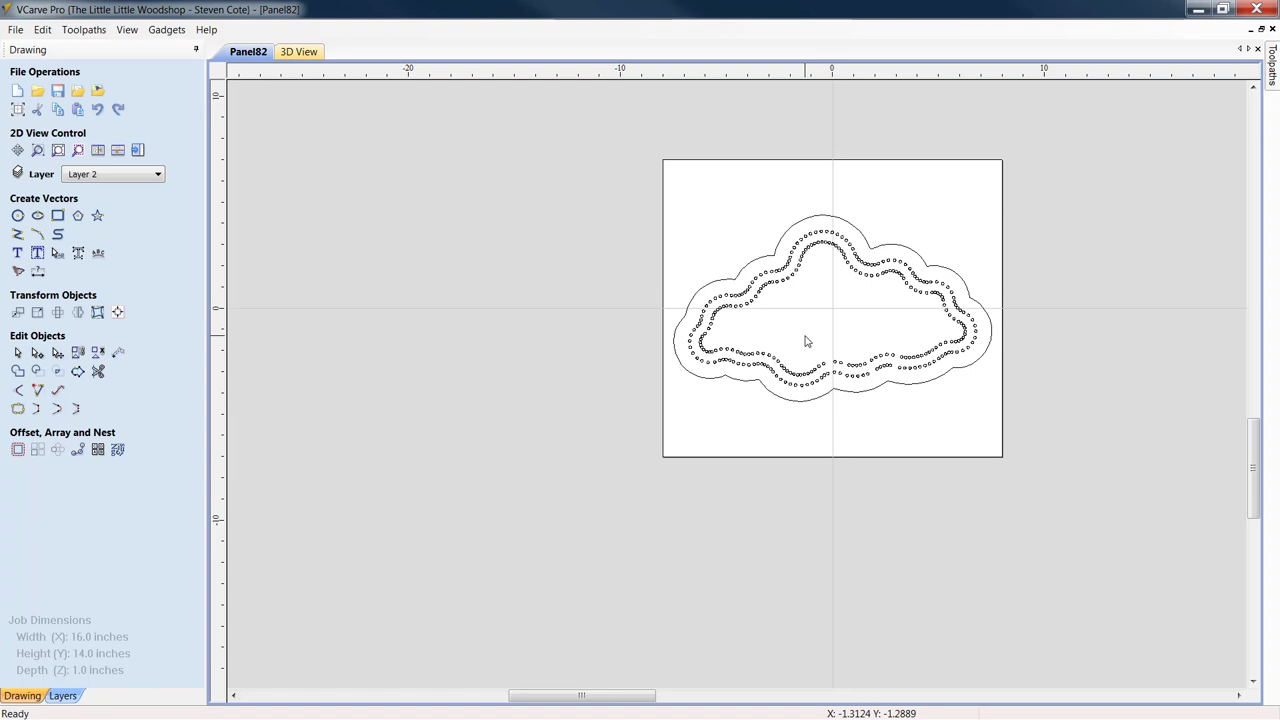 VCarve Pro {The Little Little Woodshop - Steven Cote} - [Panel82]
File Edit Toolpaths View Gadgets Help
Drawing
Panel82 3D View
Toolpaths
-20 -10 0 10
10
0
-10
File Operations
2D View Control
Layer Layer 2
Create Vectors
Transform Objects
Edit Objects
Offset, Array and Nest
Job Dimensions
Width (X): 16.0 inches
Height (Y): 14.0 inches
Depth (Z): 1.0 inches
Drawing Layers
Ready X: -1.3124 Y: -1.2889